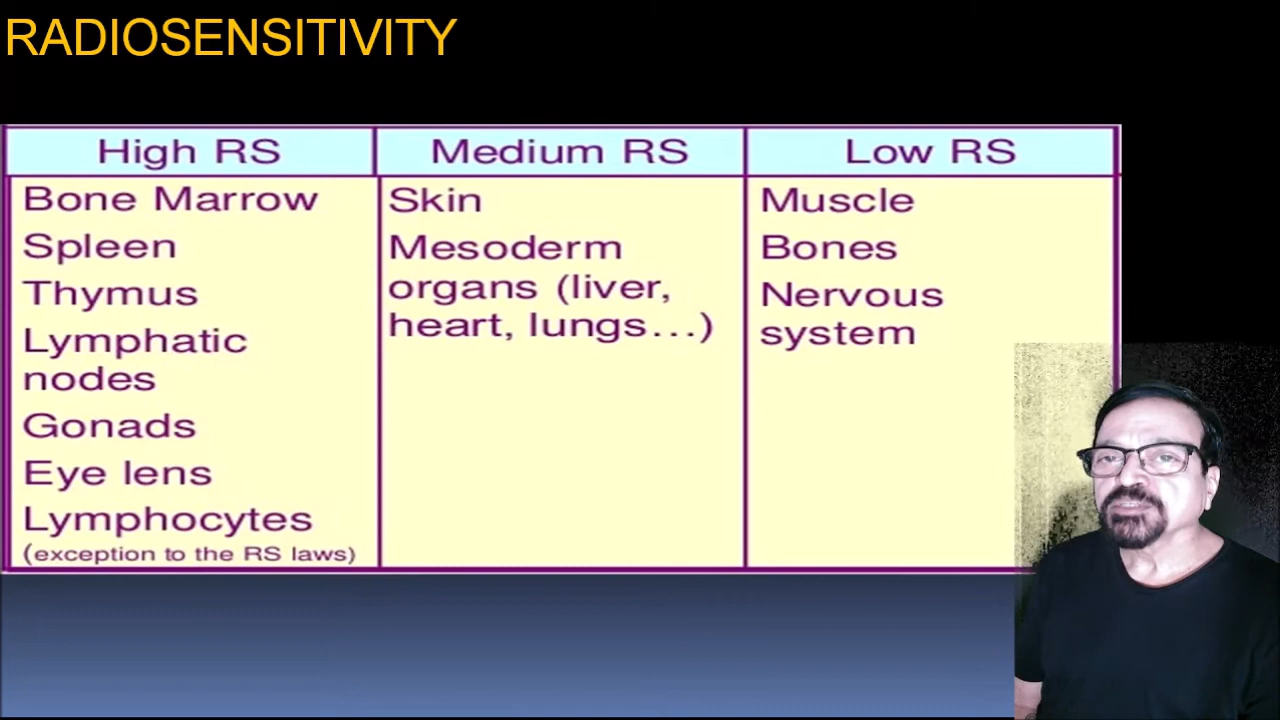 RADIOSENSITIVITY
High RS
Medium RS
Low RS
Bone Marrow
Spleen
Thymus
Lymphatic
nodes
Gonads
Eye lens
Lymphocytes
(exception to the RS laws)
Skin
Mesoderm
organs (liver,
heart, lungs...)
Muscle
Bones
Nervous
system